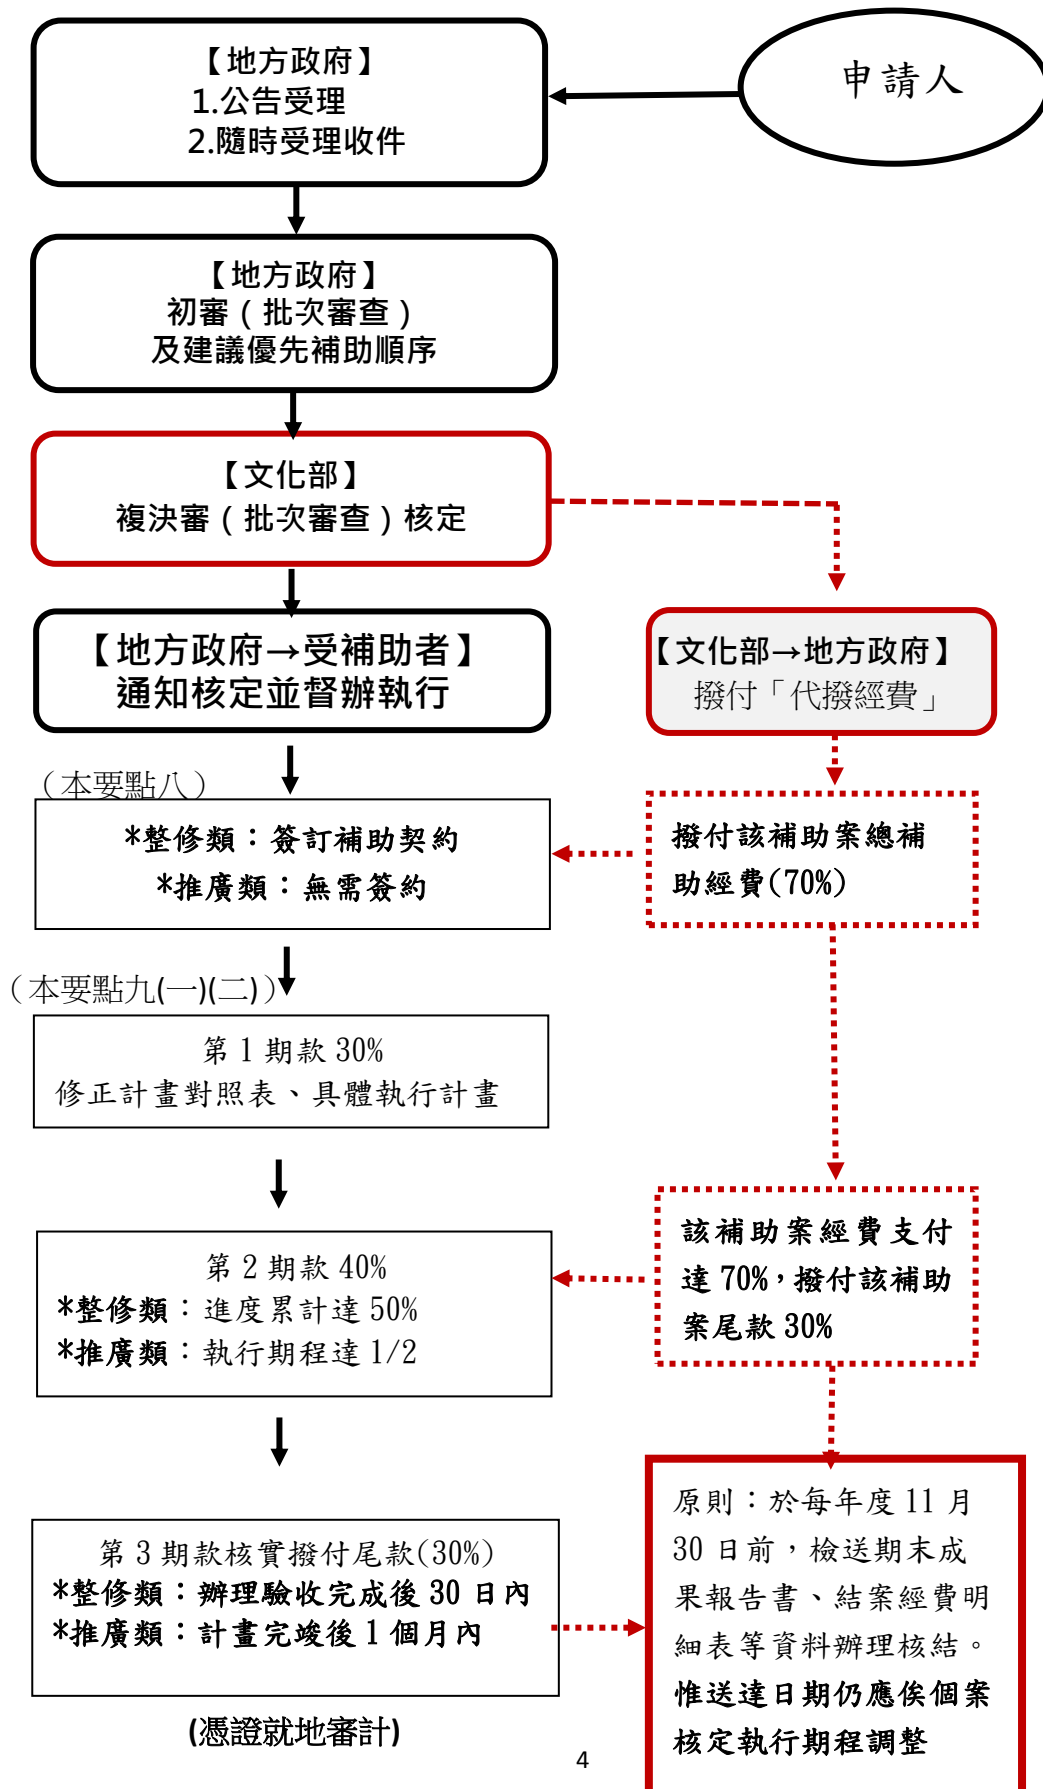 【地方政府】
1.公告受理
2.隨時受理收件
申請人
【地方政府】
初審（批次審查）
及建議優先補助順序
【文化部】
複決審（批次審查）核定
【地方政府→受補助者】
通知核定並督辦執行
【文化部→地方政府】
撥付「代撥經費」
（本要點八）
*整修類：簽訂補助契約
*推廣類：無需簽約
撥付該補助案總補
助經費(70%)
（本要點九(一)(二)）
第 1 期款 30%
修正計畫對照表、具體執行計畫
第 2 期款 40%
*整修類：進度累計達 50%
*推廣類：執行期程達 1/2
該補助案經費支付
達 70%，撥付該補助
案尾款 30%
第 3 期款核實撥付尾款(30%)
*整修類：辦理驗收完成後 30 日內
*推廣類：計畫完竣後 1 個月內
原則：於每年度 11 月
30 日前，檢送期末成
果報告書、結案經費明
細表等資料辦理核結。
惟送達日期仍應俟個案
核定執行期程調整
(憑證就地審計)
4